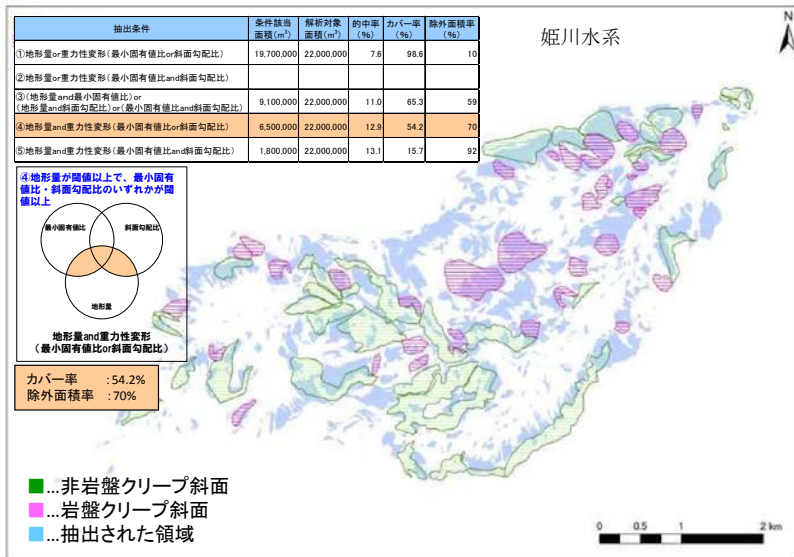 姫川水系
N
抽出条件 条件該当面積(㎡) 解析対象面積(㎡) 的中率(%) カバー率(%) 除外面積率(%)
①地形量or重力性変形(最小固有値比or斜面勾配比) 19,700,000 22,000,000 7.6 98.6 10
②地形量or重力性変形(最小固有値比and斜面勾配比)
③(地形量and最小固有値比)or
(地形量and斜面勾配比)or(最小固有値比and斜面勾配比) 9,100,000 22,000,000 11.0 65.3 59
④地形量and重力性変形(最小固有値比or斜面勾配比) 6,500,000 22,000,000 12.9 54.2 70
⑤地形量and重力性変形(最小固有値比and斜面勾配比) 1,800,000 22,000,000 13.1 15.7 92
④地形量が閾値以上で、最小固有
値比・斜面勾配比のいずれかが閾
値以上
最小固有値比 斜面勾配比
地形量
地形量and重力性変形
(最小固有値比or斜面勾配比)
カバー率 :54.2%
除外面積率 :70%
■...非岩盤クリープ斜面
■...岩盤クリープ斜面
■...抽出された領域
0 0.5 1 2 km